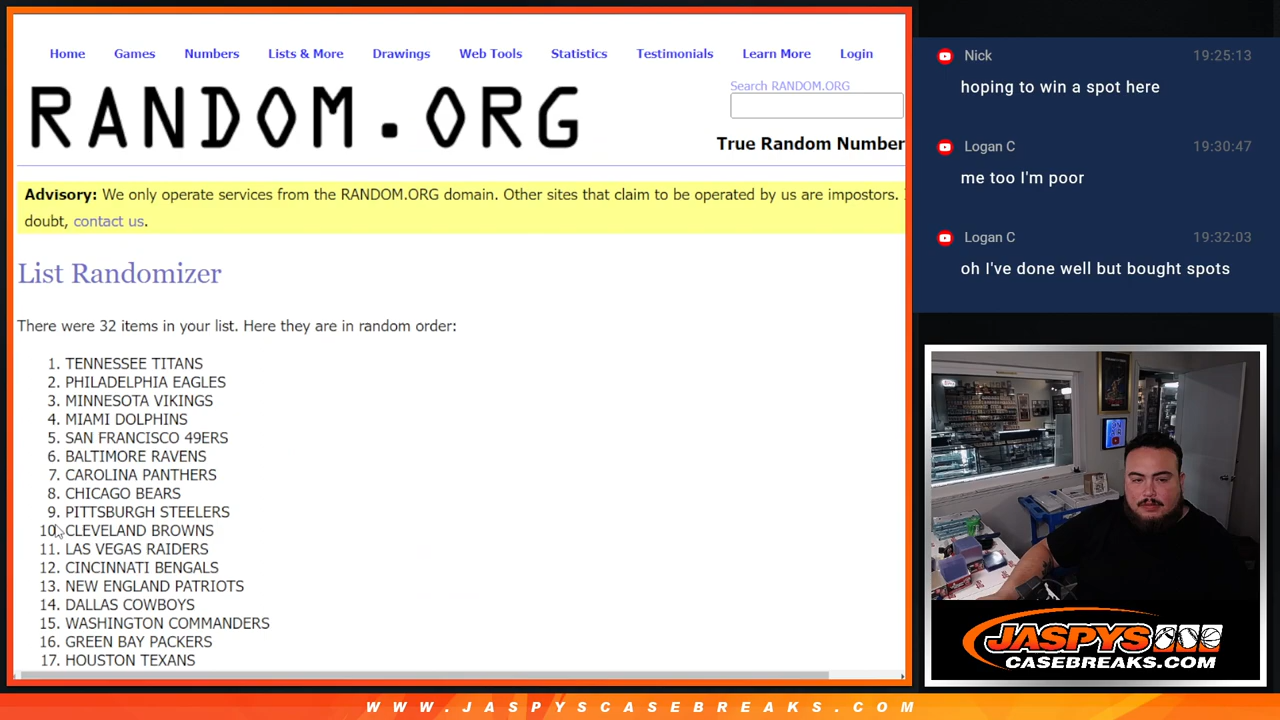 Home Games Numbers Lists & More Drawings Web Tools Statistics Testimonials Learn More Login
RANDOM.ORG
Search RANDOM.ORG
True Random Number
Advisory: We only operate services from the RANDOM.ORG domain. Other sites that claim to be operated by us are impostors.
doubt, contact us.
List Randomizer
There were 32 items in your list. Here they are in random order:
1. TENNESSEE TITANS
2. PHILADELPHIA EAGLES
3. MINNESOTA VIKINGS
4. MIAMI DOLPHINS
5. SAN FRANCISCO 49ERS
6. BALTIMORE RAVENS
7. CAROLINA PANTHERS
8. CHICAGO BEARS
9. PITTSBURGH STEELERS
10. CLEVELAND BROWNS
11. LAS VEGAS RAIDERS
12. CINCINNATI BENGALS
13. NEW ENGLAND PATRIOTS
14. DALLAS COWBOYS
15. WASHINGTON COMMANDERS
16. GREEN BAY PACKERS
17. HOUSTON TEXANS
Nick 19:25:13
hoping to win a spot here
Logan C 19:30:47
me too I'm poor
Logan C 19:32:03
oh I've done well but bought spots
JASPYS
CASEBREAKS.COM
WWW.JASPYSCASEBREAKS.COM